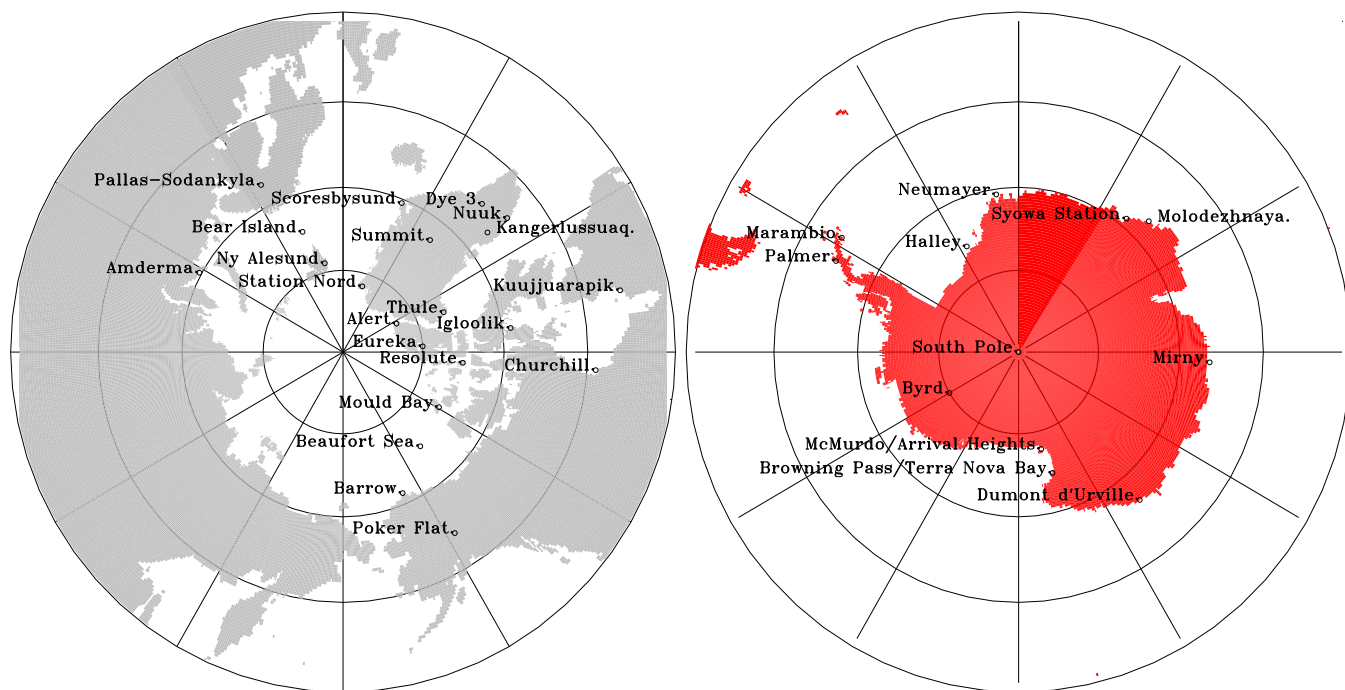 Pallas-Sodankyla.
Scoresbysund.
Dye 3.
Nuuk.
Bear Island.
Kangerlussuaq.
Summit.
Ny Alesund.
Amderma.
Station Nord.
Kuujjuarapik.
Thule.
Alert.
Igloolik.
Eureka.
Resolute.
Churchill.
Mould Bay.
Beaufort Sea.
Barrow.
Poker Flat.
Neumayer.
Syowa Station.
Molodezhnaya.
Marambio.
Halley.
Palmer.
South Pole.
Mirny.
Byrd.
McMurdo/Arrival Heights.
Browning Pass/Terra Nova Bay.
Dumont d'Urville.